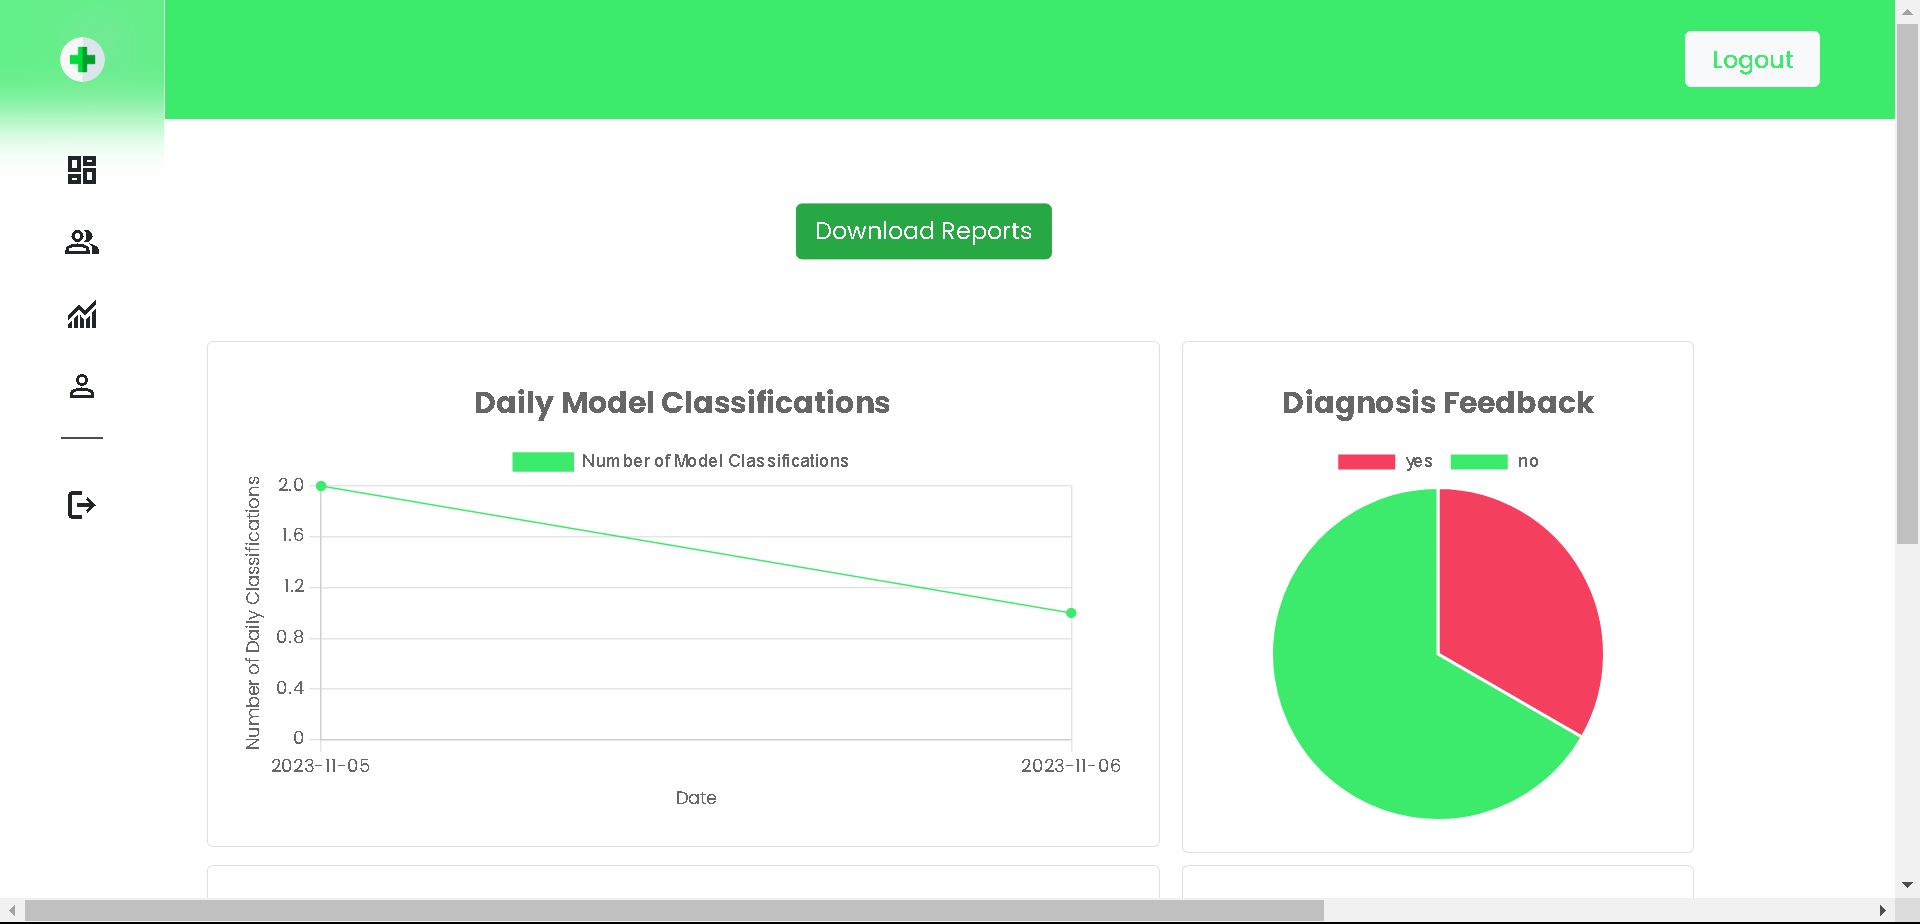 Logout
Download Reports
Daily Model Classifications
Number of Model Classifications
Number of Daily Classifications
2.0
1.6
1.2
0.8
0.4
0
2023-11-05 2023-11-06
Date
Diagnosis Feedback
yes no